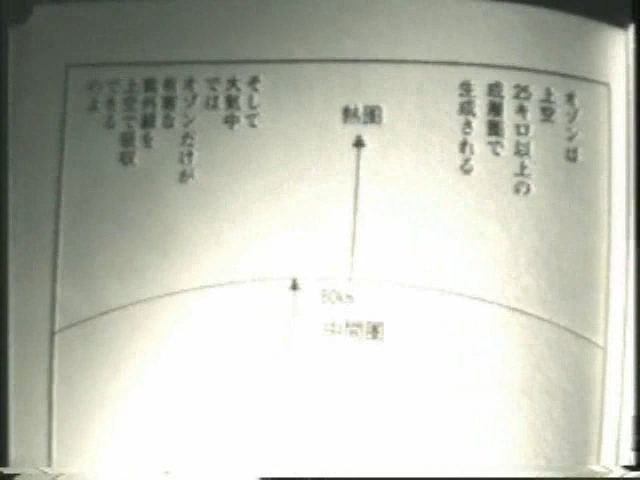 オゾンは
上空
25キロ以上の
成層圏で
生成される
熱圏
そして
大気中
では
オゾンだけが
有害な
紫外線を
上空で吸収
できる
のよ
80km
中間圏